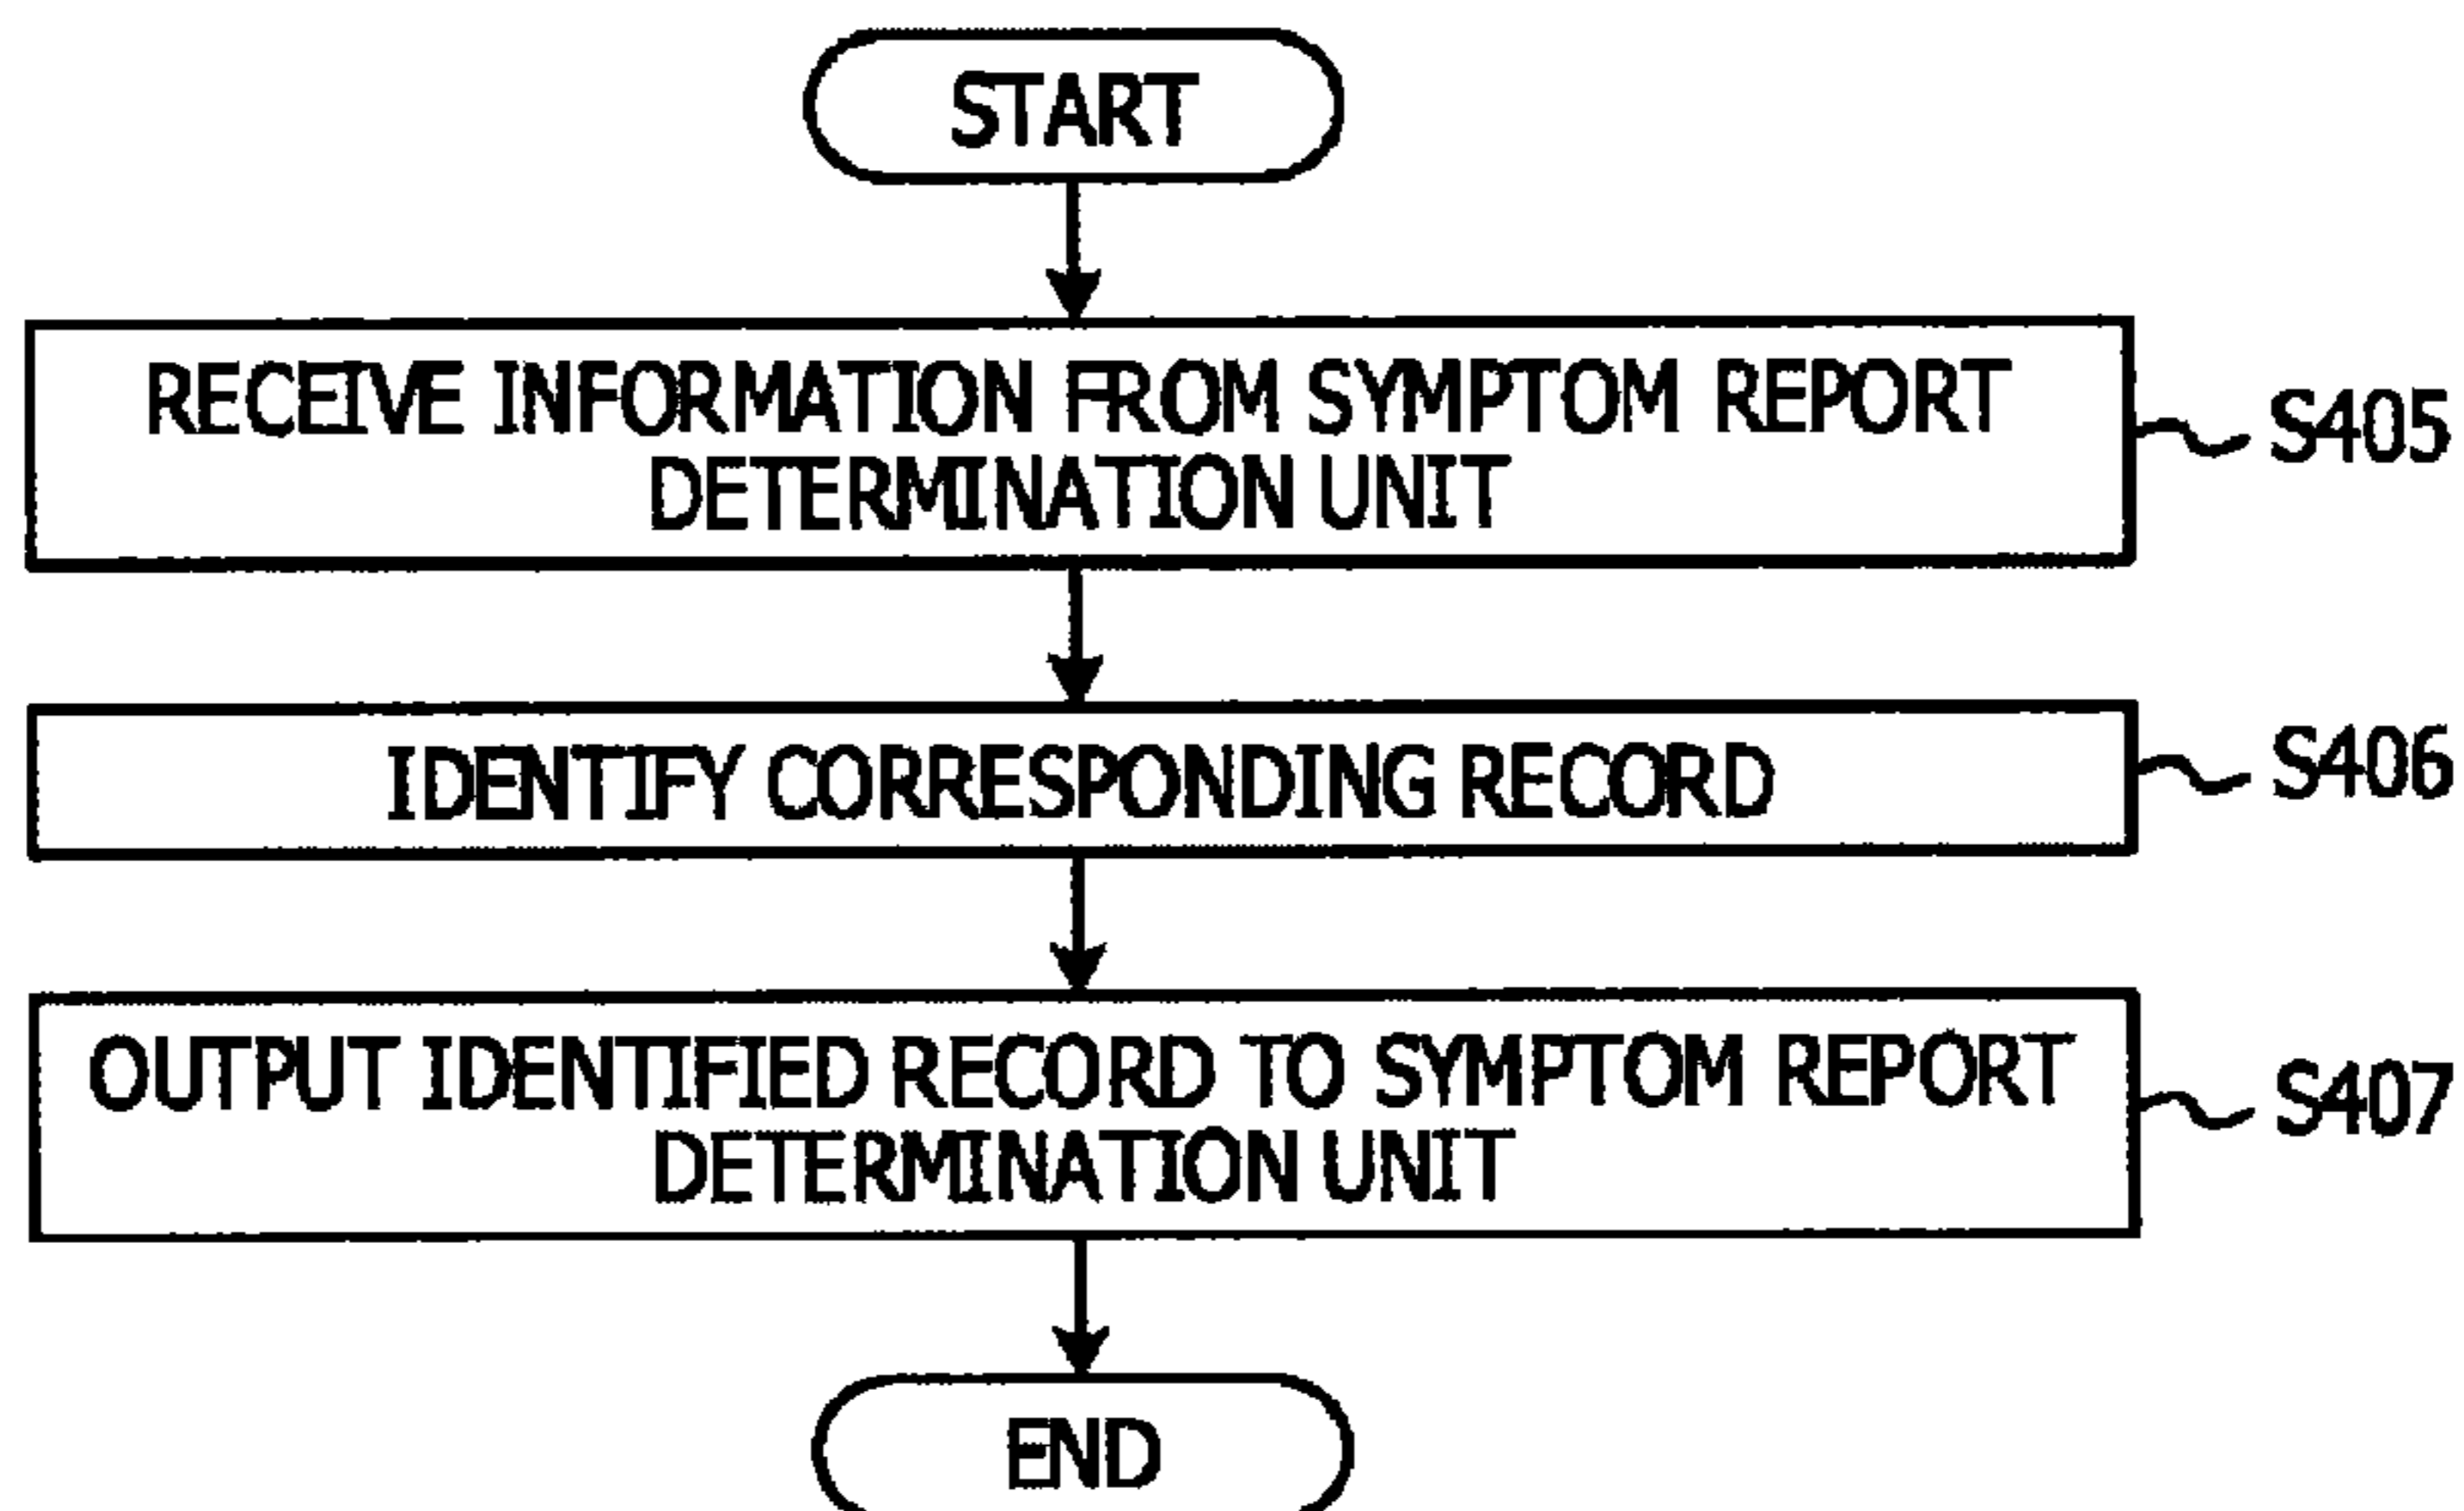 START
RECEIVE INFORMATION FROM SYMPTOM REPORT
DETERMINATION UNIT
S405
IDENTIFY CORRESPONDING RECORD
S406
OUTPUT IDENTIFIED RECORD TO SYMPTOM REPORT
DETERMINATION UNIT
S407
END